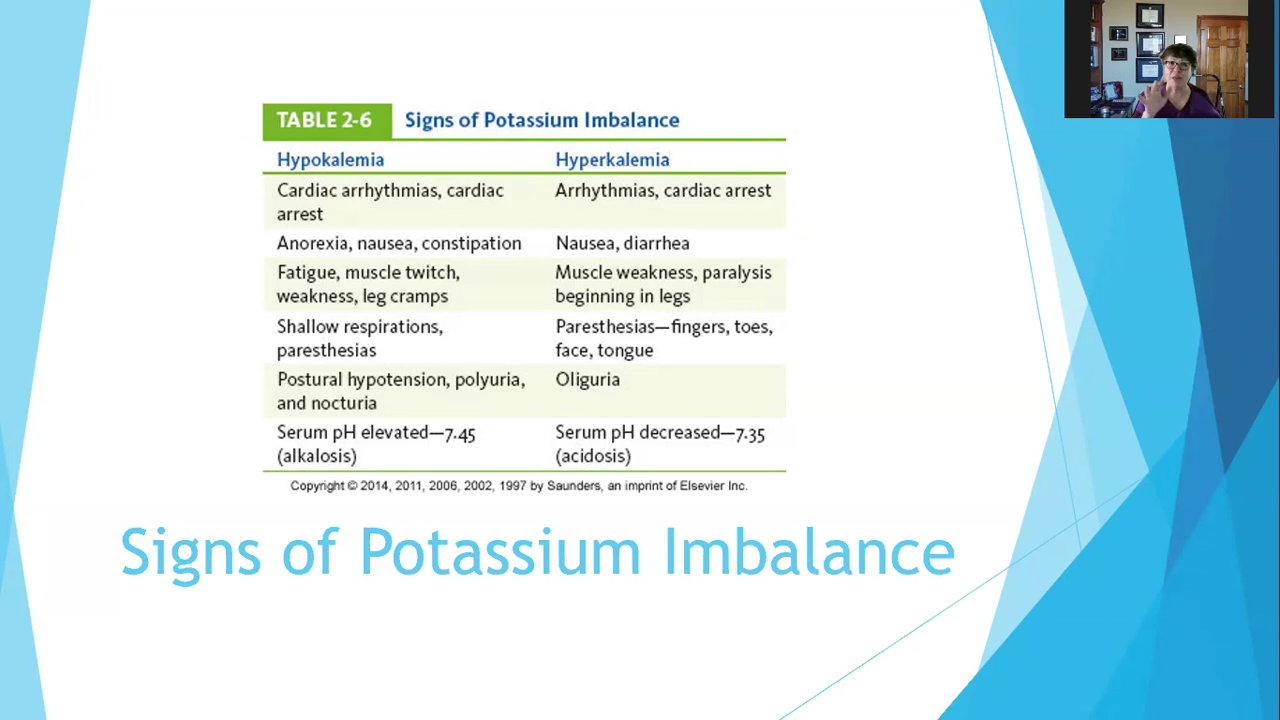 TABLE 2-6 Signs of Potassium Imbalance
Hypokalemia Hyperkalemia
Cardiac arrhythmias, cardiac Arrhythmias, cardiac arrest
arrest
Anorexia, nausea, constipation Nausea, diarrhea
Fatigue, muscle twitch, Muscle weakness, paralysis
weakness, leg cramps beginning in legs
Shallow respirations, Paresthesias—fingers, toes,
paresthesias face, tongue
Postural hypotension, polyuria, Oliguria
and nocturia
Serum pH elevated—7.45 Serum pH decreased—7.35
(alkalosis) (acidosis)
Copyright © 2014, 2011, 2006, 2002, 1997 by Saunders, an imprint of Elsevier Inc.
Signs of Potassium Imbalance